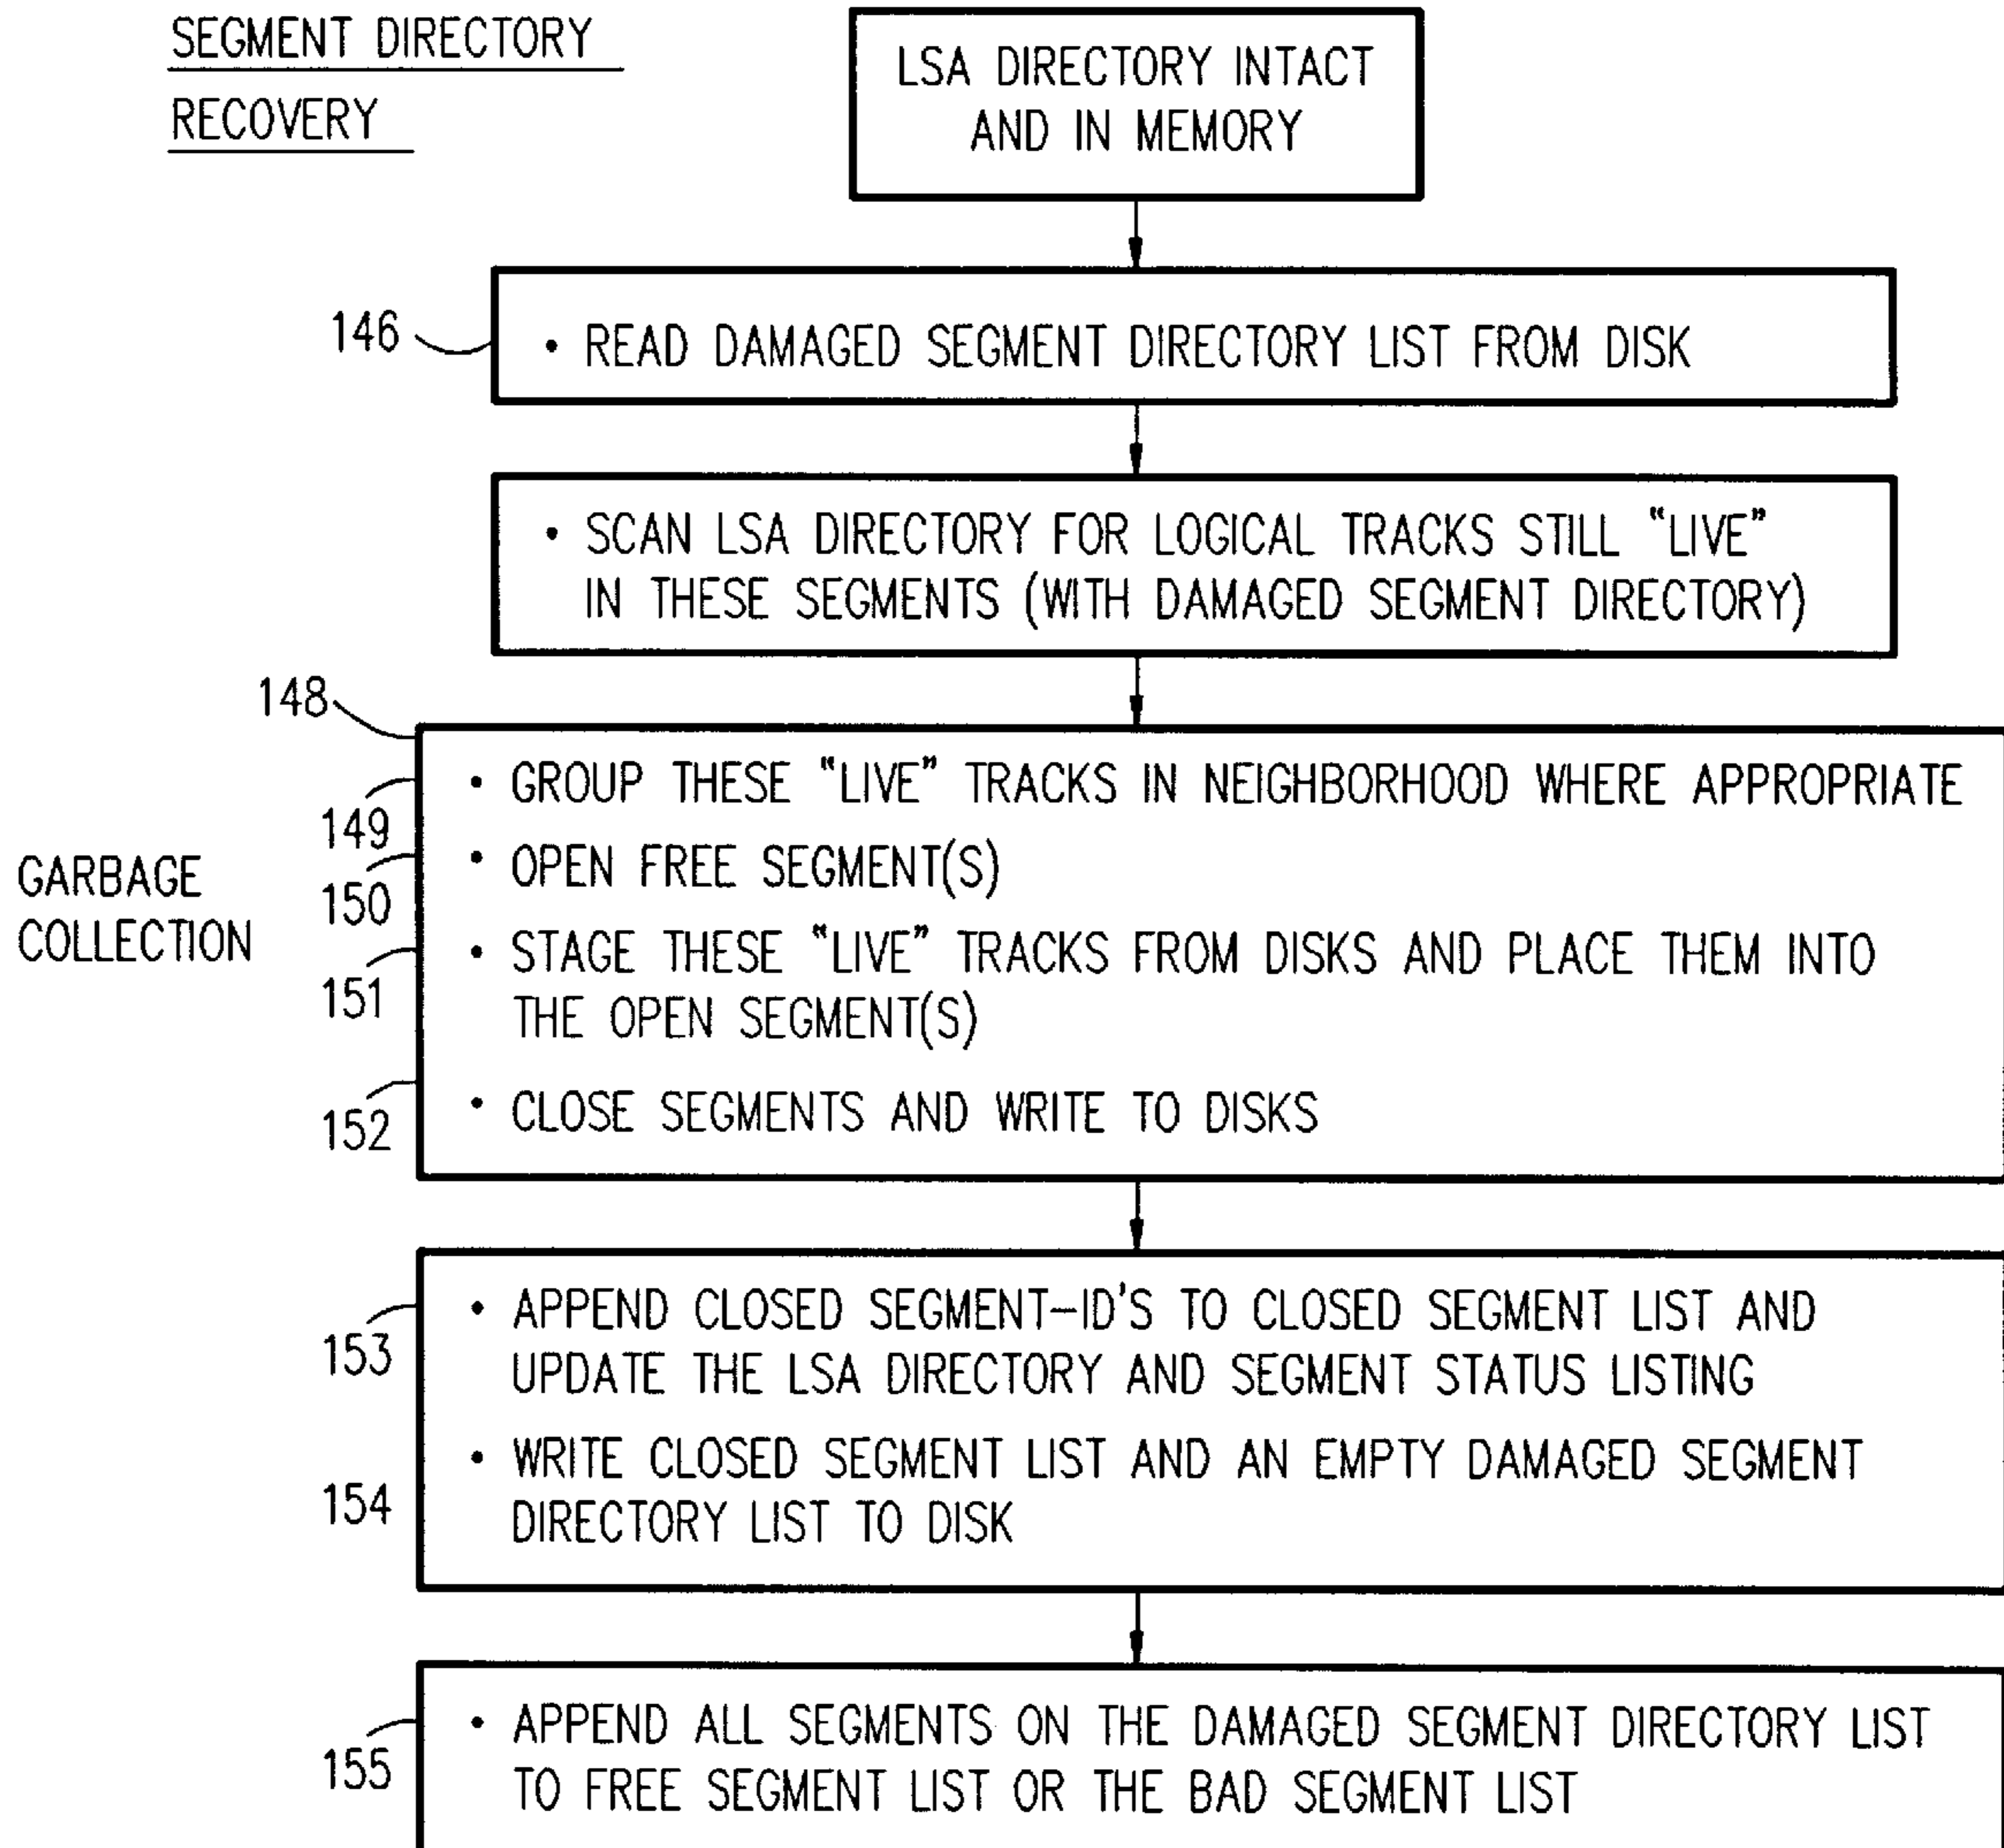 SEGMENT DIRECTORY
RECOVERY
LSA DIRECTORY INTACT
AND IN MEMORY
146
• READ DAMAGED SEGMENT DIRECTORY LIST FROM DISK
• SCAN LSA DIRECTORY FOR LOGICAL TRACKS STILL "LIVE"
IN THESE SEGMENTS (WITH DAMAGED SEGMENT DIRECTORY)
148
GARBAGE
COLLECTION
149
• GROUP THESE "LIVE" TRACKS IN NEIGHBORHOOD WHERE APPROPRIATE
150
• OPEN FREE SEGMENT(S)
151
• STAGE THESE "LIVE" TRACKS FROM DISKS AND PLACE THEM INTO
THE OPEN SEGMENT(S)
152
• CLOSE SEGMENTS AND WRITE TO DISKS
153
• APPEND CLOSED SEGMENT-ID'S TO CLOSED SEGMENT LIST AND
UPDATE THE LSA DIRECTORY AND SEGMENT STATUS LISTING
154
• WRITE CLOSED SEGMENT LIST AND AN EMPTY DAMAGED SEGMENT
DIRECTORY LIST TO DISK
155
• APPEND ALL SEGMENTS ON THE DAMAGED SEGMENT DIRECTORY LIST
TO FREE SEGMENT LIST OR THE BAD SEGMENT LIST